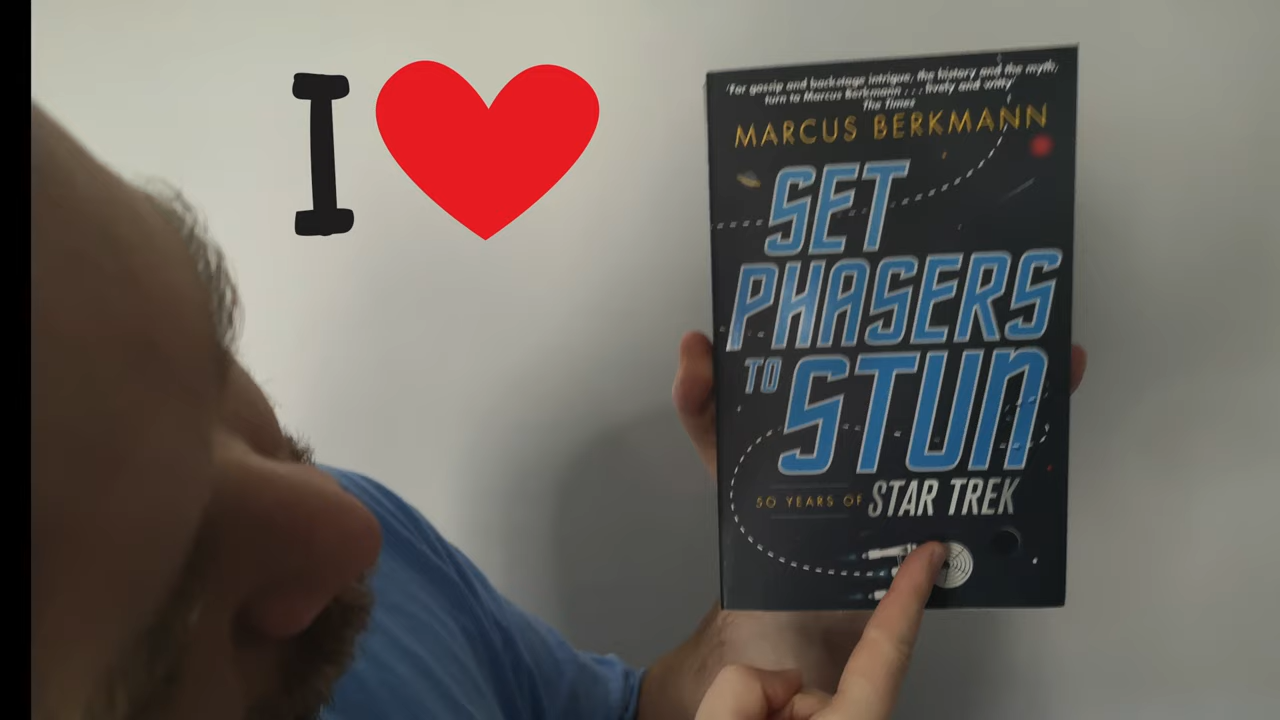 I
'For gossip and backstage intrigue, the history and the myth,
turn to Marcus Berkmann . . . lively and witty
The Times
MARCUS BERKMANN
SET
PHASERS
TO STUN
50 YEARS OF STAR TREK